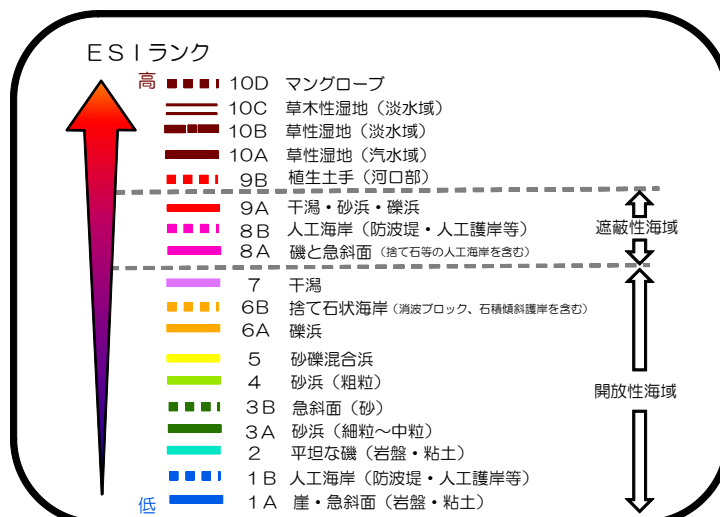 ESIランク
高
10D マングローブ
10C 草木性湿地（淡水域）
10B 草性湿地（淡水域）
10A 草性湿地（汽水域）
9B 植生土手（河口部）
9A 干潟・砂浜・礫浜
8B 人工海岸（防波堤・人工護岸等）
8A 磯と急斜面（捨て石等の人工海岸を含む）
遮蔽性海域
7 干潟
6B 捨て石状海岸（消波ブロック、石積傾斜護岸を含む）
6A 礫浜
5 砂礫混合浜
4 砂浜（粗粒）
3B 急斜面（砂）
3A 砂浜（細粒～中粒）
2 平坦な磯（岩盤・粘土）
1B 人工海岸（防波堤・人工護岸等）
1A 崖・急斜面（岩盤・粘土）
開放性海域
低